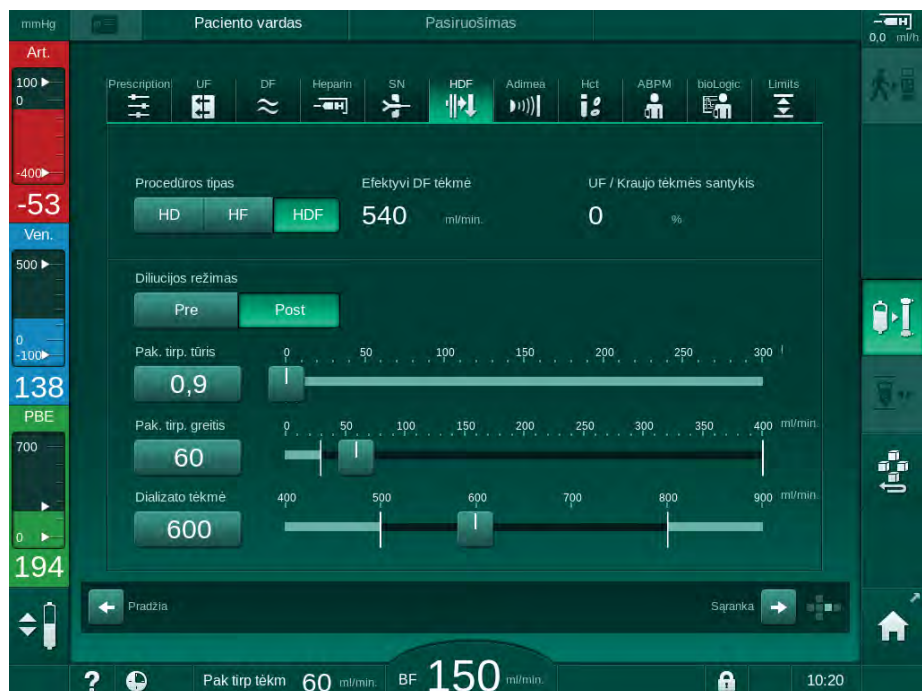 mmHg
Paciento vardas
Pasiruošimas
0,0 ml/h
Art.
100
0
-400
-53
Ven.
500
0
-100
138
PBE
700
0
194
Prescription UF DF Heparin SN HDF Adimea Hct ABPM bioLogic Limits
Procedūros tipas
Efektyvi DF tėkmė
UF / Kraujo tėkmės santykis
HD HF HDF
540 ml/min.
0 %
Diliucijos režimas
Pre Post
Pak. tirp. tūris
0 50 100 150 200 250 300 l
0,9
Pak. tirp. greitis
0 50 100 150 200 250 300 350 400 ml/min.
60
Dializato tėkmė
400 500 600 700 800 900 ml/min.
600
Pradžia
Sąranka
? Pak tirp tėkm 60 ml/min. BF 150 ml/min. 10:20